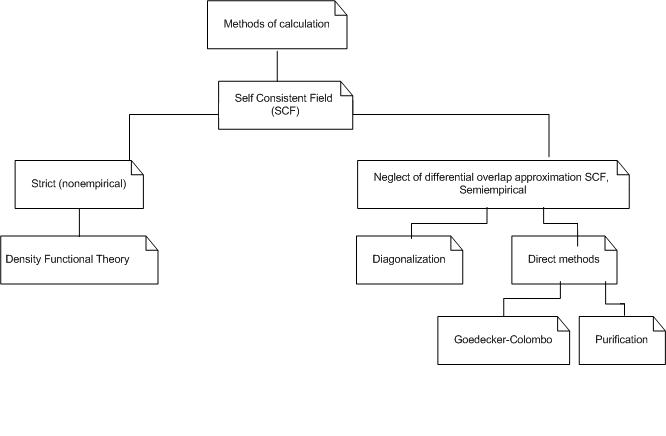 Methods of calculation
Self Consistent Field
(SCF)
Strict (nonempirical)
Neglect of differential overlap approximation SCF,
Semiempirical
Density Functional Theory
Diagonalization
Direct methods
Goedecker-Colombo
Purification